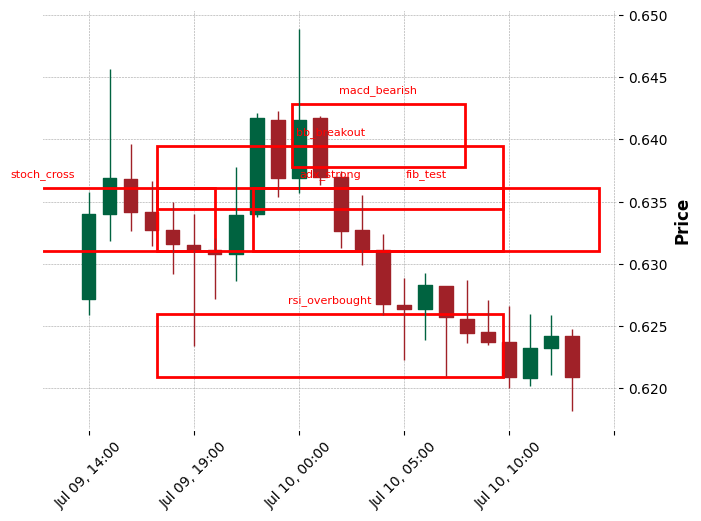 0.650
0.645
macd_bearish
0.640
bb_breakout
stoch_cross
adx_strong
fib_test
0.635
Price
0.630
rsi_overbought
0.625
0.620
Jul 09, 14:00
Jul 09, 19:00
Jul 10, 00:00
Jul 10, 05:00
Jul 10, 10:00